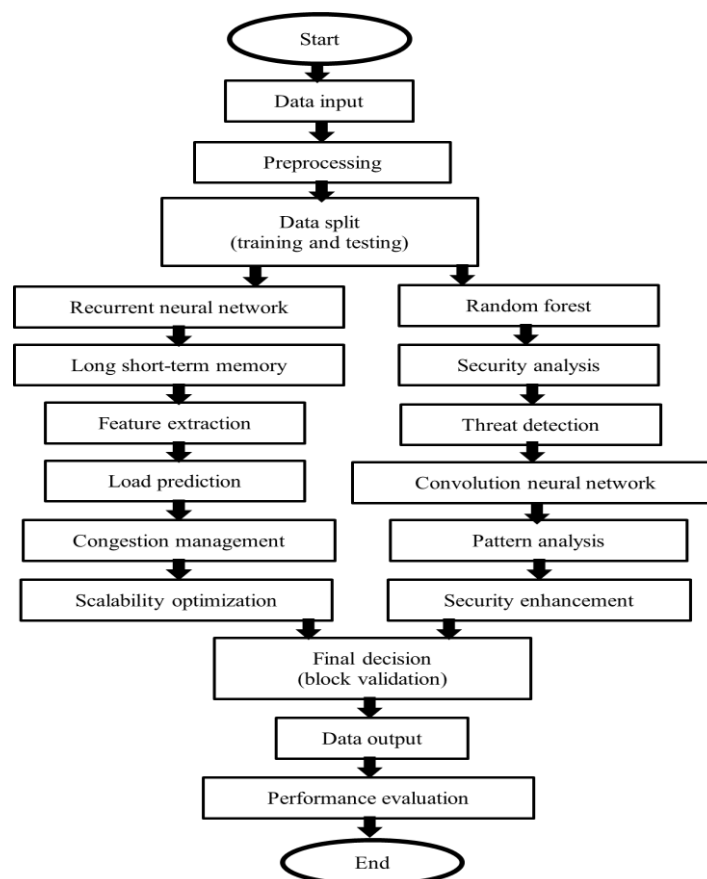 Start
Data input
Preprocessing
Data split
(training and testing)
Recurrent neural network
Random forest
Long short-term memory
Security analysis
Feature extraction
Threat detection
Load prediction
Convolution neural network
Congestion management
Pattern analysis
Scalability optimization
Security enhancement
Final decision
(block validation)
Data output
Performance evaluation
End